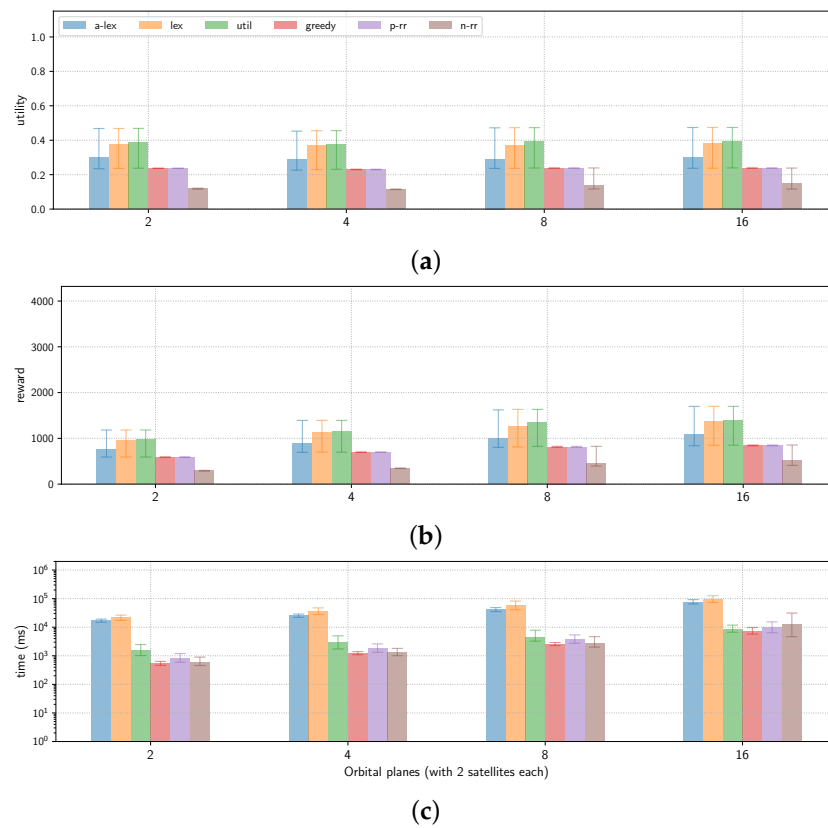 a-lex lex util greedy p-rr n-rr
1.0
0.8
0.6
0.4
0.2
0.0
utility
2 4 8 16
(a)
4000
3000
2000
1000
0
reward
2 4 8 16
(b)
10^6
10^5
10^4
10^3
10^2
10^1
10^0
time (ms)
2 4 8 16
Orbital planes (with 2 satellites each)
(c)